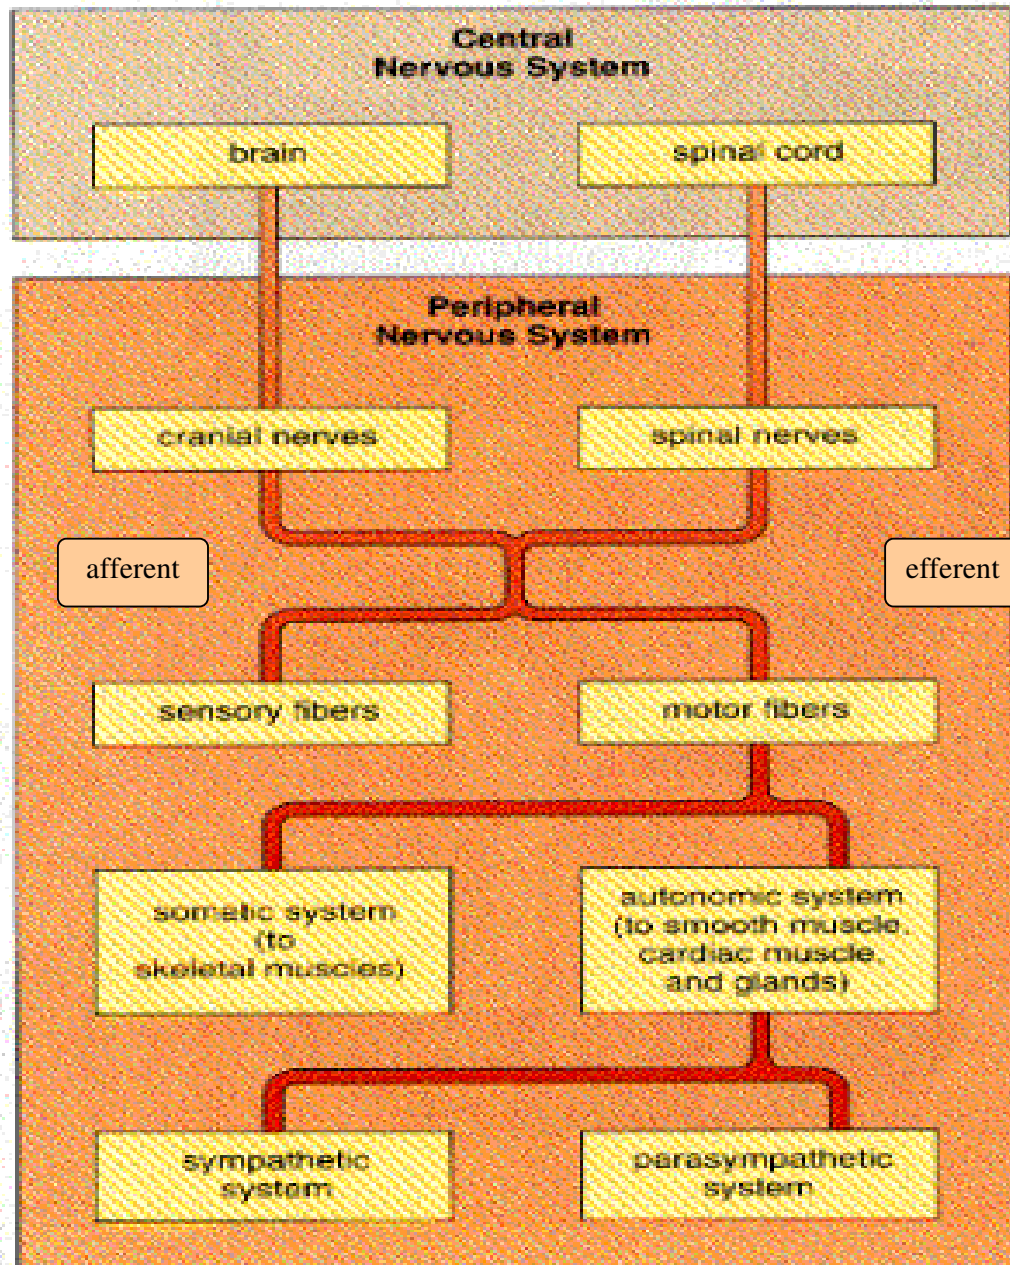 Central
Nervous System
brain
spinal cord
Peripheral
Nervous System
cranial nerves
spinal nerves
afferent
efferent
sensory fibers
motor fibers
somatic system
(to
skeletal muscles)
autonomic system
(to smooth muscle,
cardiac muscle,
and glands)
sympathetic
system
parasympathetic
system